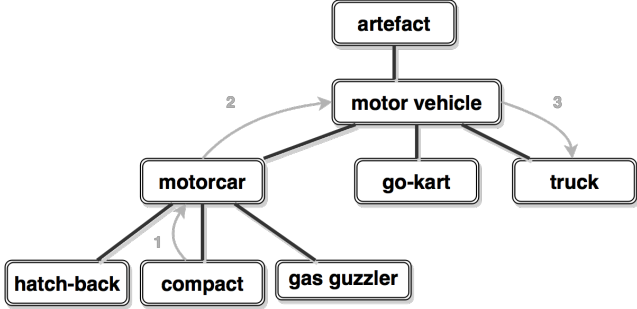 artefact
2
motor vehicle
3
motorcar
go-kart
truck
1
hatch-back
compact
gas guzzler